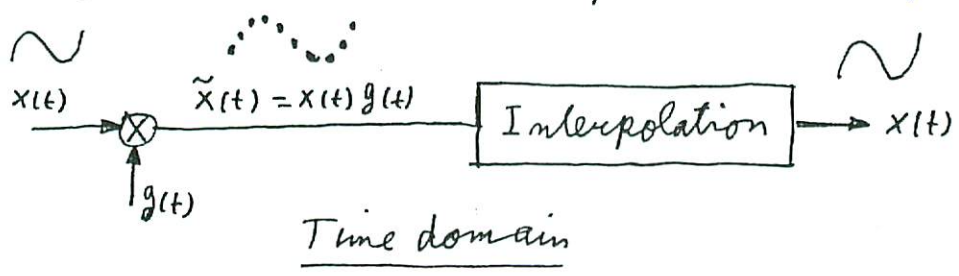 x(t)
x̃(t) = x(t) g(t)
Interpolation
x(t)
X
g(t)
Time domain